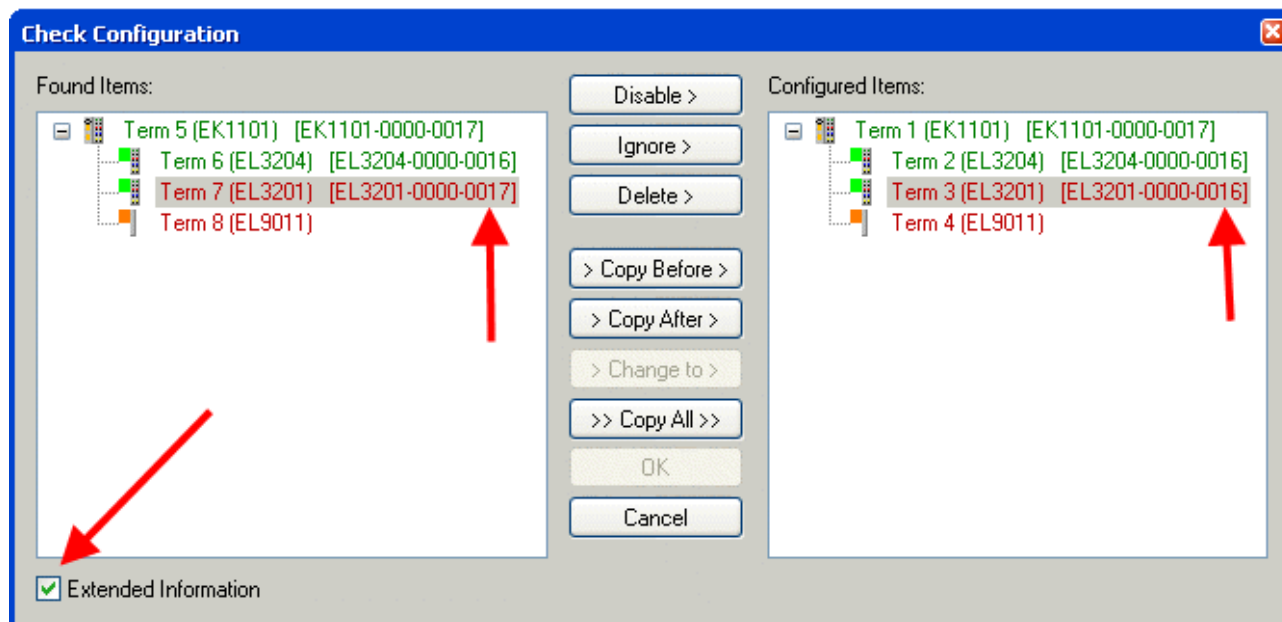 Check Configuration
Found Items:
Term 5 (EK1101) [EK1101-0000-0017]
Term 6 (EL3204) [EL3204-0000-0016]
Term 7 (EL3201) [EL3201-0000-0017]
Term 8 (EL9011)
Disable >
Ignore >
Delete >
> Copy Before >
> Copy After >
> Change to >
>> Copy All >>
OK
Cancel
Configured Items:
Term 1 (EK1101) [EK1101-0000-0017]
Term 2 (EL3204) [EL3204-0000-0016]
Term 3 (EL3201) [EL3201-0000-0016]
Term 4 (EL9011)
Extended Information